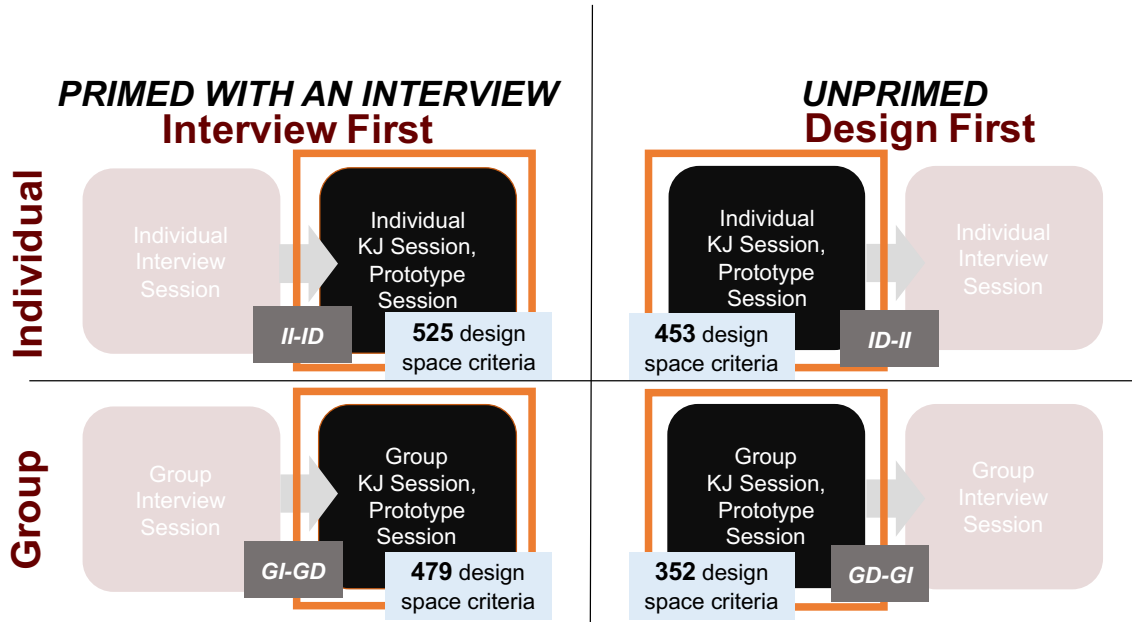 PRIMED WITH AN INTERVIEW
Interview First
UNPRIMED
Design First
Individual
Individual
Interview
Session
II-ID
Individual
KJ Session,
Prototype
Session
525 design
space criteria
Individual
KJ Session,
Prototype
Session
453 design
space criteria
ID-II
Individual
Interview
Session
Group
Group
Interview
Session
GI-GD
Group
KJ Session,
Prototype
Session
479 design
space criteria
Group
KJ Session,
Prototype
Session
352 design
space criteria
GD-GI
Group
Interview
Session